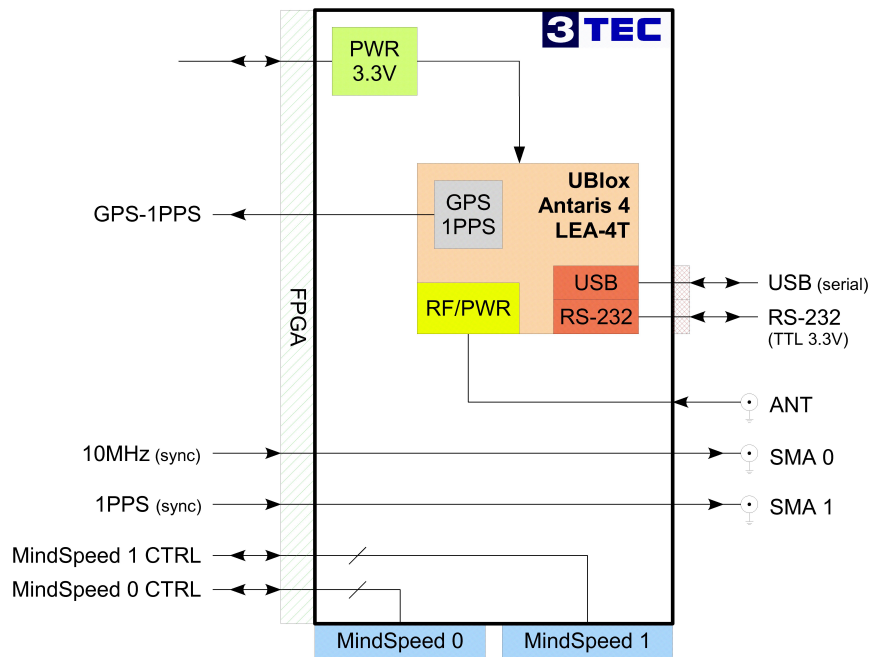 3 TEC
PWR
3.3V
UBlox
Antaris 4
LEA-4T
GPS
1PPS
GPS-1PPS
FPGA
USB
USB (serial)
RF/PWR
RS-232
RS-232
(TTL 3.3V)
ANT
10MHz (sync)
SMA 0
1PPS (sync)
SMA 1
MindSpeed 1 CTRL
MindSpeed 0 CTRL
MindSpeed 0
MindSpeed 1